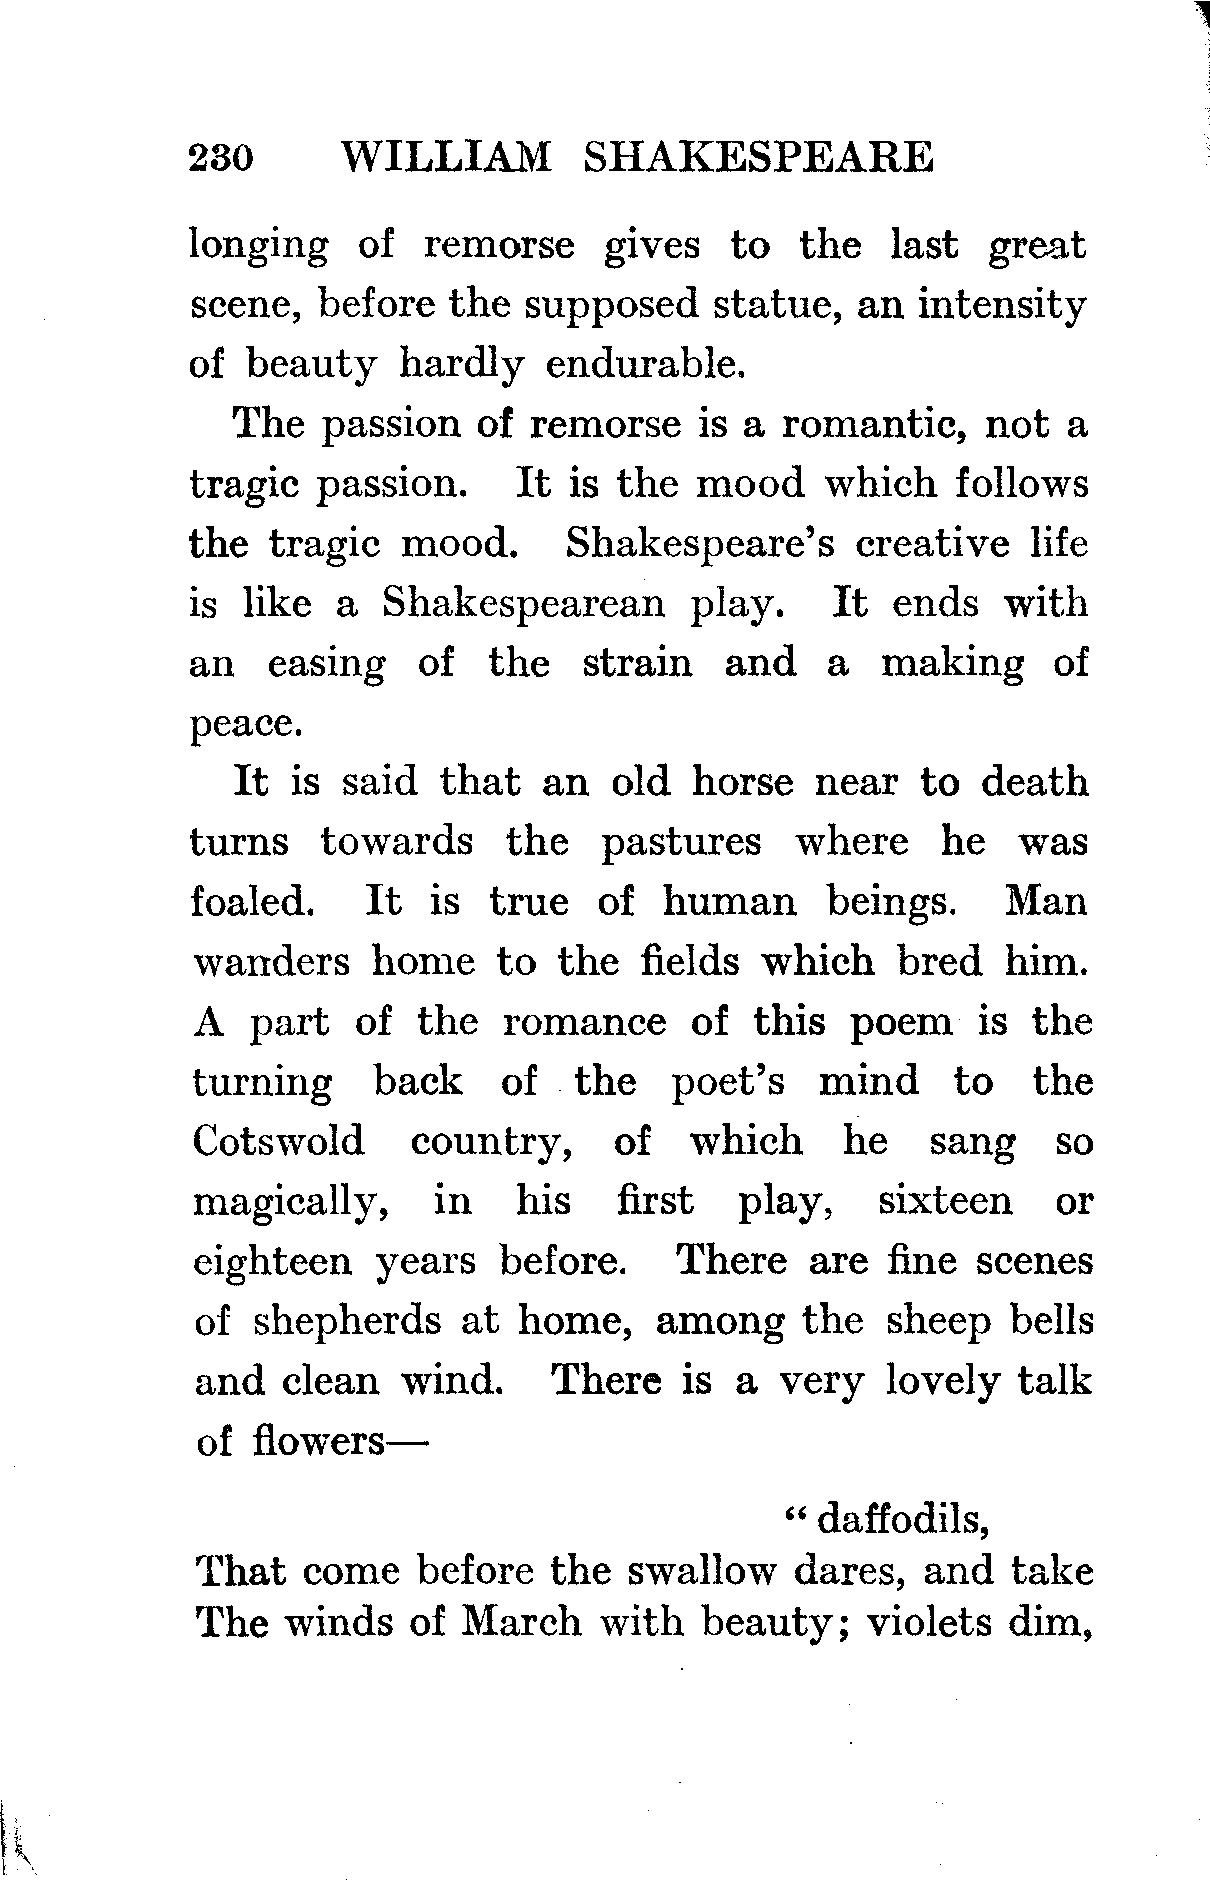 230 WILLIAM SHAKESPEARE
longing of remorse gives to the last great
scene, before the supposed statue, an intensity
of beauty hardly endurable.
The passion of remorse is a romantic, not a
tragic passion. It is the mood which follows
the tragic mood. Shakespeare's creative life
is like a Shakespearean play. It ends with
an easing of the strain and a making of
peace.
It is said that an old horse near to death
turns towards the pastures where he was
foaled. It is true of human beings. Man
wanders home to the fields which bred him.
A part of the romance of this poem is the
turning back of the poet's mind to the
Cotswold country, of which he sang so
magically, in his first play, sixteen or
eighteen years before. There are fine scenes
of shepherds at home, among the sheep bells
and clean wind. There is a very lovely talk
of flowers—
“ daffodils,
That come before the swallow dares, and take
The winds of March with beauty; violets dim,